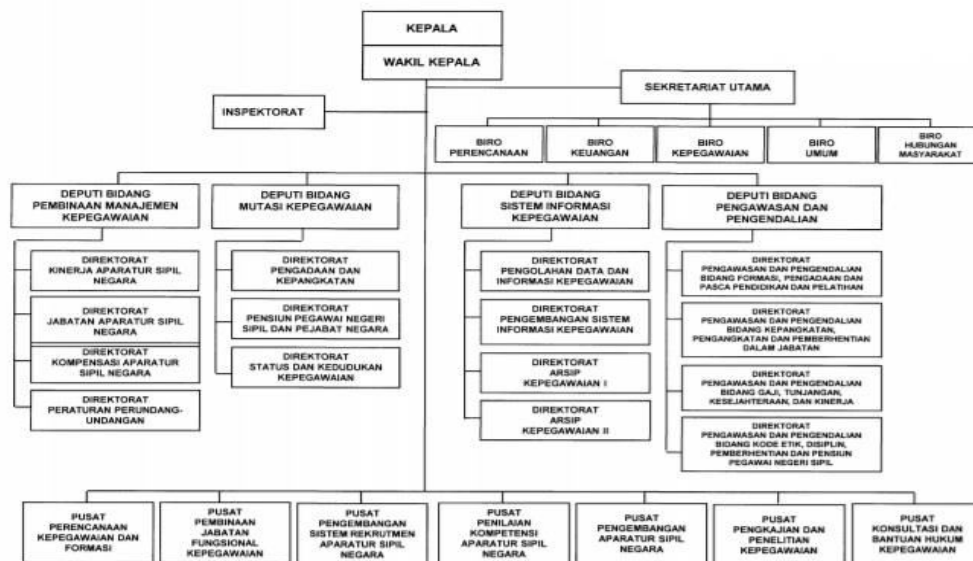 KEPALA
WAKIL KEPALA
SEKRETARIAT UTAMA
INSPEKTORAT
BIRO
PERENCANAAN
BIRO
KEUANGAN
BIRO
KEPEGAWAIAN
BIRO
UMUM
BIRO
HUBUNGAN
MASYARAKAT
DEPUTI BIDANG
PEMBINAAN MANAJEMEN
KEPEGAWAIAN
DIREKTORAT
KINERJA APARATUR SIPIL
NEGARA
DIREKTORAT
JABATAN APARATUR SIPIL
NEGARA
DIREKTORAT
KOMPENSASI APARATUR
SIPIL NEGARA
DIREKTORAT
PERATURAN PERUNDANG-
UNDANGAN
DEPUTI BIDANG
MUTASI KEPEGAWAIAN
DIREKTORAT
PENGADAAN DAN
KEPANGKATAN
DIREKTORAT
PENSIUN PEGAWAI NEGERI
SIPIL DAN PEJABAT NEGARA
DIREKTORAT
STATUS DAN KEDUDUKAN
KEPEGAWAIAN
DEPUTI BIDANG
SISTEM INFORMASI
KEPEGAWAIAN
DIREKTORAT
PENGOLAHAN DATA DAN
INFORMASI KEPEGAWAIAN
DIREKTORAT
PENGEMBANGAN SISTEM
INFORMASI KEPEGAWAIAN
DIREKTORAT
ARSIP
KEPEGAWAIAN I
DIREKTORAT
ARSIP
KEPEGAWAIAN II
DEPUTI BIDANG
PENGAWASAN DAN
PENGENDALIAN
DIREKTORAT
PENGAWASAN DAN PENGENDALIAN
BIDANG FORMASI, PENGADAAN DAN
PASCA PENDIDIKAN DAN PELATIHAN
DIREKTORAT
PENGAWASAN DAN PENGENDALIAN
BIDANG KEPANGKATAN,
PENGANGKATAN DAN PEMBERHENTIAN
DALAM JABATAN
DIREKTORAT
PENGAWASAN DAN PENGENDALIAN
BIDANG GAJI, TUNJANGAN,
KESEJAHTERAAN, DAN KINERJA
DIREKTORAT
PENGAWASAN DAN PENGENDALIAN
BIDANG KODE ETIK, DISIPLIN,
PEMBERHENTIAN DAN PENSIUN
PEGAWAI NEGERI SIPIL
PUSAT
PERENCANAAN
KEPEGAWAIAN DAN
FORMASI
PUSAT
PEMBINAAN
JABATAN
FUNGSIONAL
KEPEGAWAIAN
PUSAT
PENGEMBANGAN
SISTEM REKRUTMEN
APARATUR SIPIL
NEGARA
PUSAT
PENILAIAN
KOMPETENSI
APARATUR SIPIL
NEGARA
PUSAT
PENGEMBANGAN
APARATUR SIPIL
NEGARA
PUSAT
PENGKAJIAN DAN
PENELITIAN
KEPEGAWAIAN
PUSAT
KONSULTASI DAN
BANTUAN HUKUM
KEPEGAWAIAN